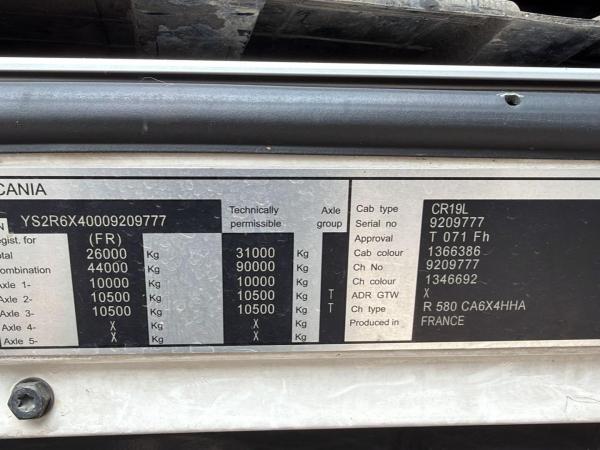 CANIA
N YS2R6X40009209777 Technically permissible Axle group
egist. for (FR)
otal 26000 Kg 31000 Kg
ombination 44000 Kg 90000 Kg
Axle 1- 10000 Kg 10000 Kg
Axle 2- 10500 Kg 10500 Kg T
Axle 3- 10500 Kg 10500 Kg T
Axle 4- X Kg X Kg
Axle 5- X Kg X Kg
Cab type CR19L
Serial no 9209777
Approval T 071 Fh
Cab colour 1366386
Ch No 9209777
Ch colour 1346692
ADR GTW X
Ch type R 580 CA6X4HHA
Produced in FRANCE